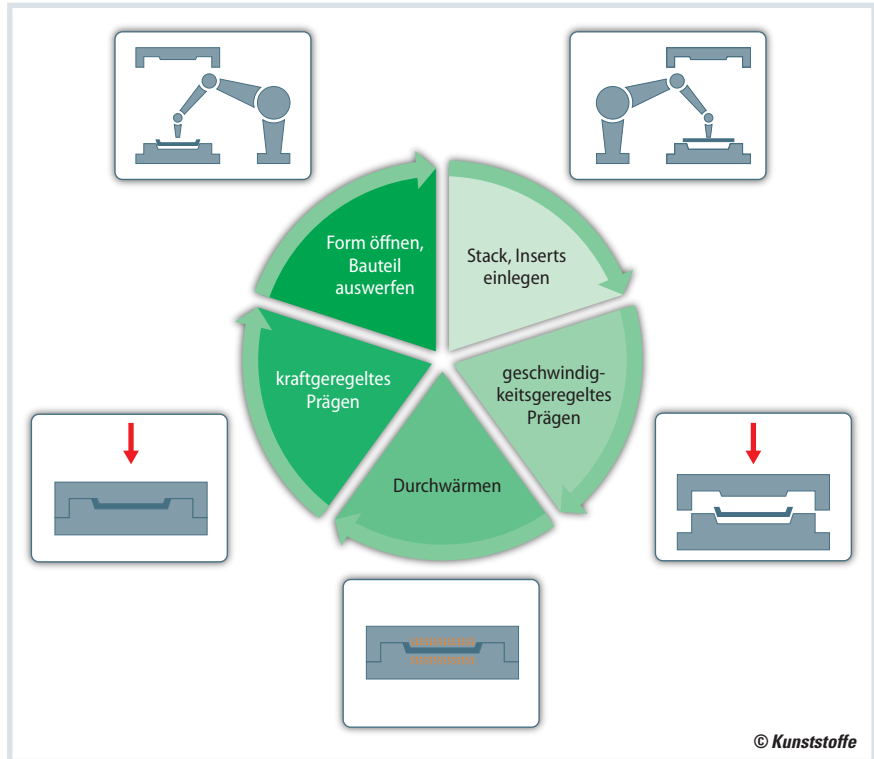 Form öffnen,
Bauteil
auswerfen
Stack, Inserts
einlegen
geschwindig-
keitsgeregeltes
Prägen
Durchwärmen
kraftgeregeltes
Prägen
© Kunststoffe